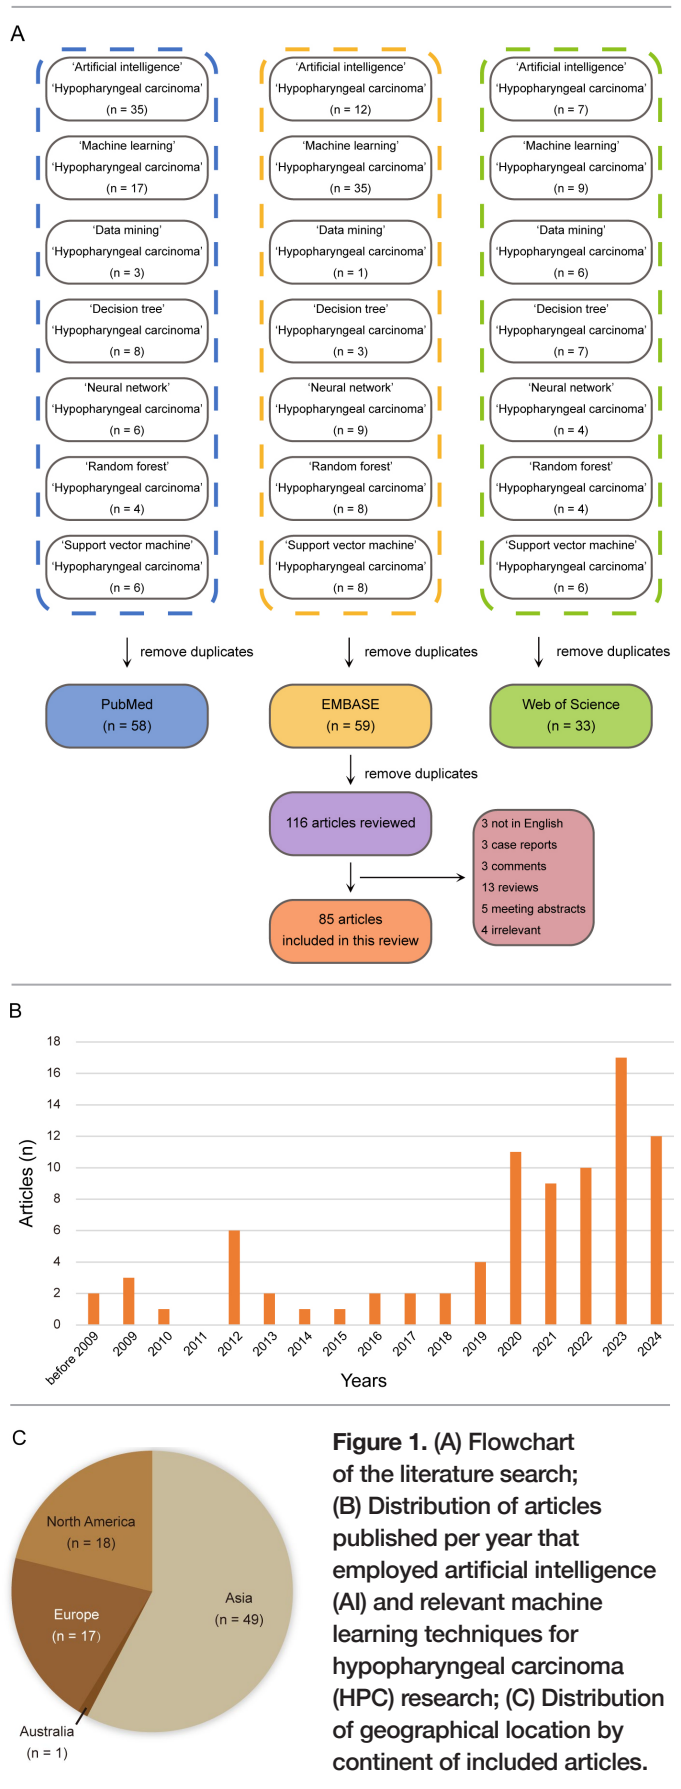 A
‘Artificial intelligence’
‘Hypopharyngeal carcinoma’
(n = 35)
‘Machine learning’
‘Hypopharyngeal carcinoma’
(n = 17)
‘Data mining’
‘Hypopharyngeal carcinoma’
(n = 3)
‘Decision tree’
‘Hypopharyngeal carcinoma’
(n = 8)
‘Neural network’
‘Hypopharyngeal carcinoma’
(n = 6)
‘Random forest’
‘Hypopharyngeal carcinoma’
(n = 4)
‘Support vector machine’
‘Hypopharyngeal carcinoma’
(n = 6)
remove duplicates
PubMed
(n = 58)
‘Artificial intelligence’
‘Hypopharyngeal carcinoma’
(n = 12)
‘Machine learning’
‘Hypopharyngeal carcinoma’
(n = 35)
‘Data mining’
‘Hypopharyngeal carcinoma’
(n = 1)
‘Decision tree’
‘Hypopharyngeal carcinoma’
(n = 3)
‘Neural network’
‘Hypopharyngeal carcinoma’
(n = 9)
‘Random forest’
‘Hypopharyngeal carcinoma’
(n = 8)
‘Support vector machine’
‘Hypopharyngeal carcinoma’
(n = 8)
remove duplicates
EMBASE
(n = 59)
‘Artificial intelligence’
‘Hypopharyngeal carcinoma’
(n = 7)
‘Machine learning’
‘Hypopharyngeal carcinoma’
(n = 9)
‘Data mining’
‘Hypopharyngeal carcinoma’
(n = 6)
‘Decision tree’
‘Hypopharyngeal carcinoma’
(n = 7)
‘Neural network’
‘Hypopharyngeal carcinoma’
(n = 4)
‘Random forest’
‘Hypopharyngeal carcinoma’
(n = 4)
‘Support vector machine’
‘Hypopharyngeal carcinoma’
(n = 6)
remove duplicates
Web of Science
(n = 33)
remove duplicates
116 articles reviewed
3 not in English
3 case reports
3 comments
13 reviews
5 meeting abstracts
4 irrelevant
85 articles
included in this review
B
Articles (n)
18
16
14
12
10
8
6
4
2
0
before 2009
2009
2010
2011
2012
2013
2014
2015
2016
2017
2018
2019
2020
2021
2022
2023
2024
Years
C
North America
(n = 18)
Asia
(n = 49)
Europe
(n = 17)
Australia
(n = 1)
Figure 1. (A) Flowchart
of the literature search;
(B) Distribution of articles
published per year that
employed artificial intelligence
(AI) and relevant machine
learning techniques for
hypopharyngeal carcinoma
(HPC) research; (C) Distribution
of geographical location by
continent of included articles.